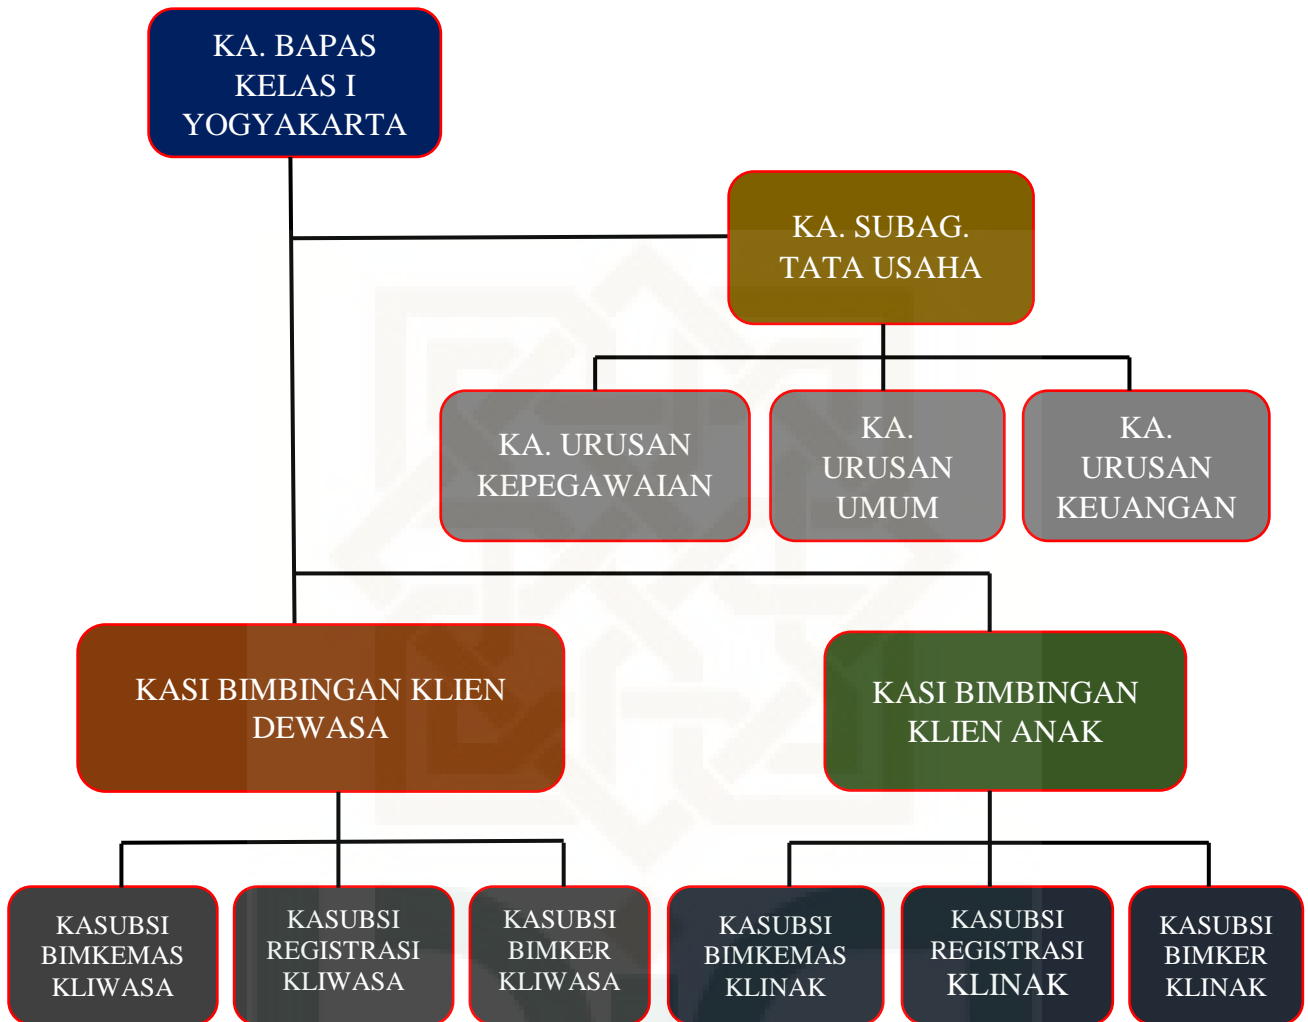 KA. BAPAS
KELAS I
YOGYAKARTA
KA. SUBAG.
TATA USAHA
KA. URUSAN
KEPEGAWAIAN
KA.
URUSAN
UMUM
KA.
URUSAN
KEUANGAN
KASI BIMBINGAN KLIEN
DEWASA
KASI BIMBINGAN
KLIEN ANAK
KASUBSI
BIMKEMAS
KLIWASA
KASUBSI
REGISTRASI
KLIWASA
KASUBSI
BIMKER
KLIWASA
KASUBSI
BIMKEMAS
KLINAK
KASUBSI
REGISTRASI
KLINAK
KASUBSI
BIMKER
KLINAK